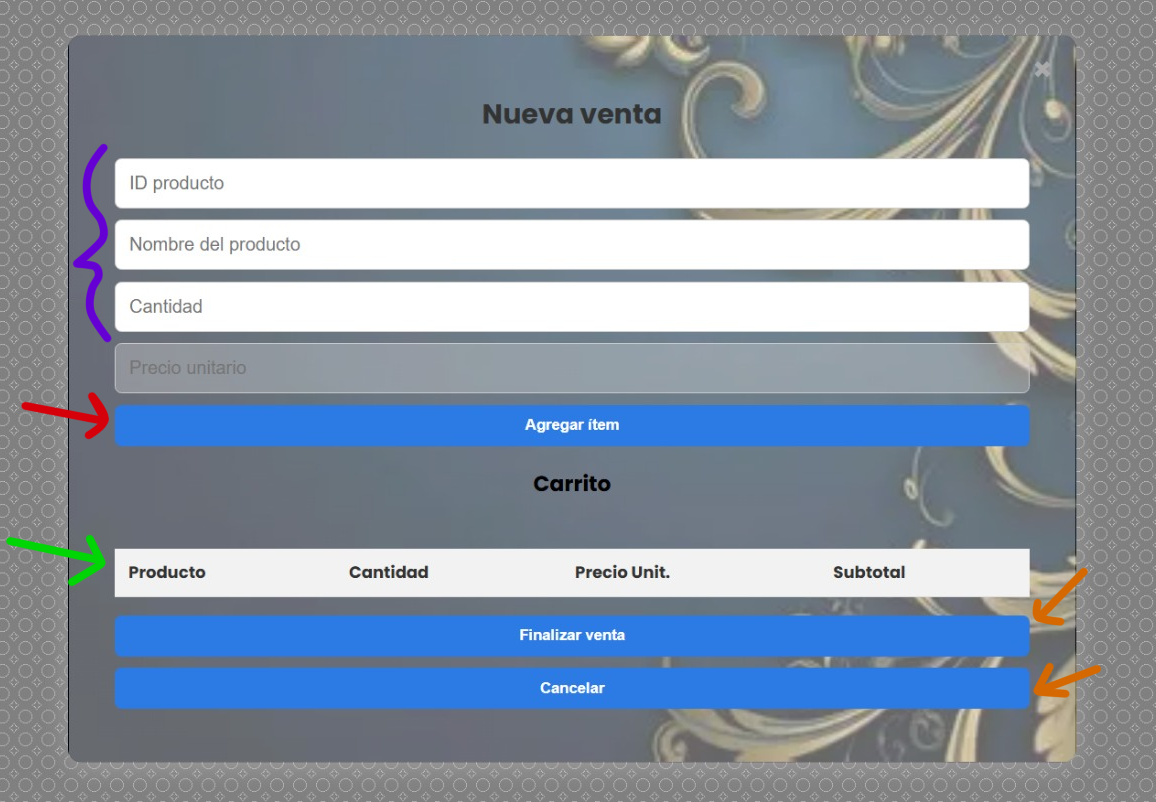 Nueva venta
ID producto
Nombre del producto
Cantidad
Precio unitario
Agregar ítem
Carrito
Producto Cantidad Precio Unit. Subtotal
Finalizar venta
Cancelar